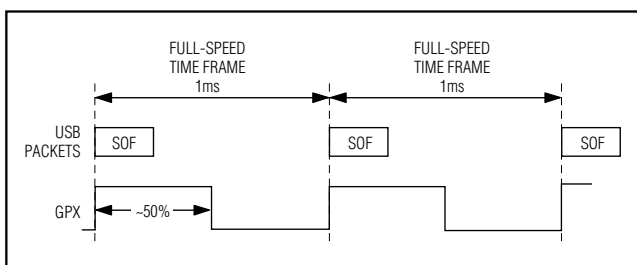 FULL-SPEED
TIME FRAME
1ms
FULL-SPEED
TIME FRAME
1ms
USB
PACKETS
SOF
SOF
SOF
GPX
~50%